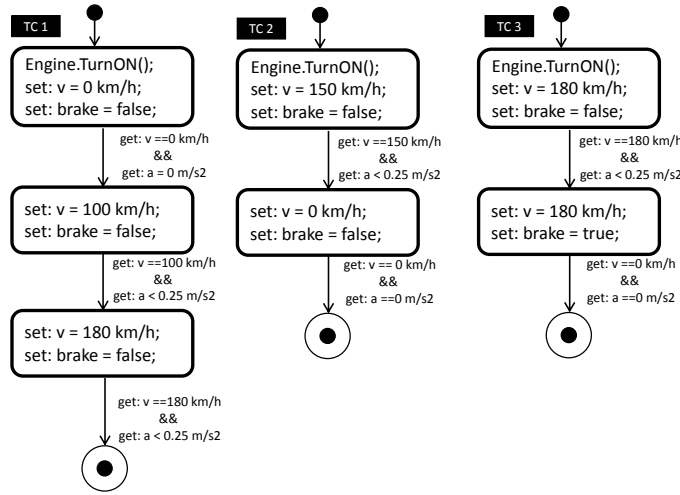 TC 1
Engine.TurnON();
set: v = 0 km/h;
set: brake = false;
get: v ==0 km/h
&&
get: a = 0 m/s2
set: v = 100 km/h;
set: brake = false;
get: v ==100 km/h
&&
get: a < 0.25 m/s2
set: v = 180 km/h;
set: brake = false;
get: v ==180 km/h
&&
get: a < 0.25 m/s2
TC 2
Engine.TurnON();
set: v = 150 km/h;
set: brake = false;
get: v ==150 km/h
&&
get: a < 0.25 m/s2
set: v = 0 km/h;
set: brake = false;
get: v == 0 km/h
&&
get: a ==0 m/s2
TC 3
Engine.TurnON();
set: v = 180 km/h;
set: brake = false;
get: v ==180 km/h
&&
get: a < 0.25 m/s2
set: v = 180 km/h;
set: brake =true;
get: v ==0 km/h
&&
get: a ==0 m/s2